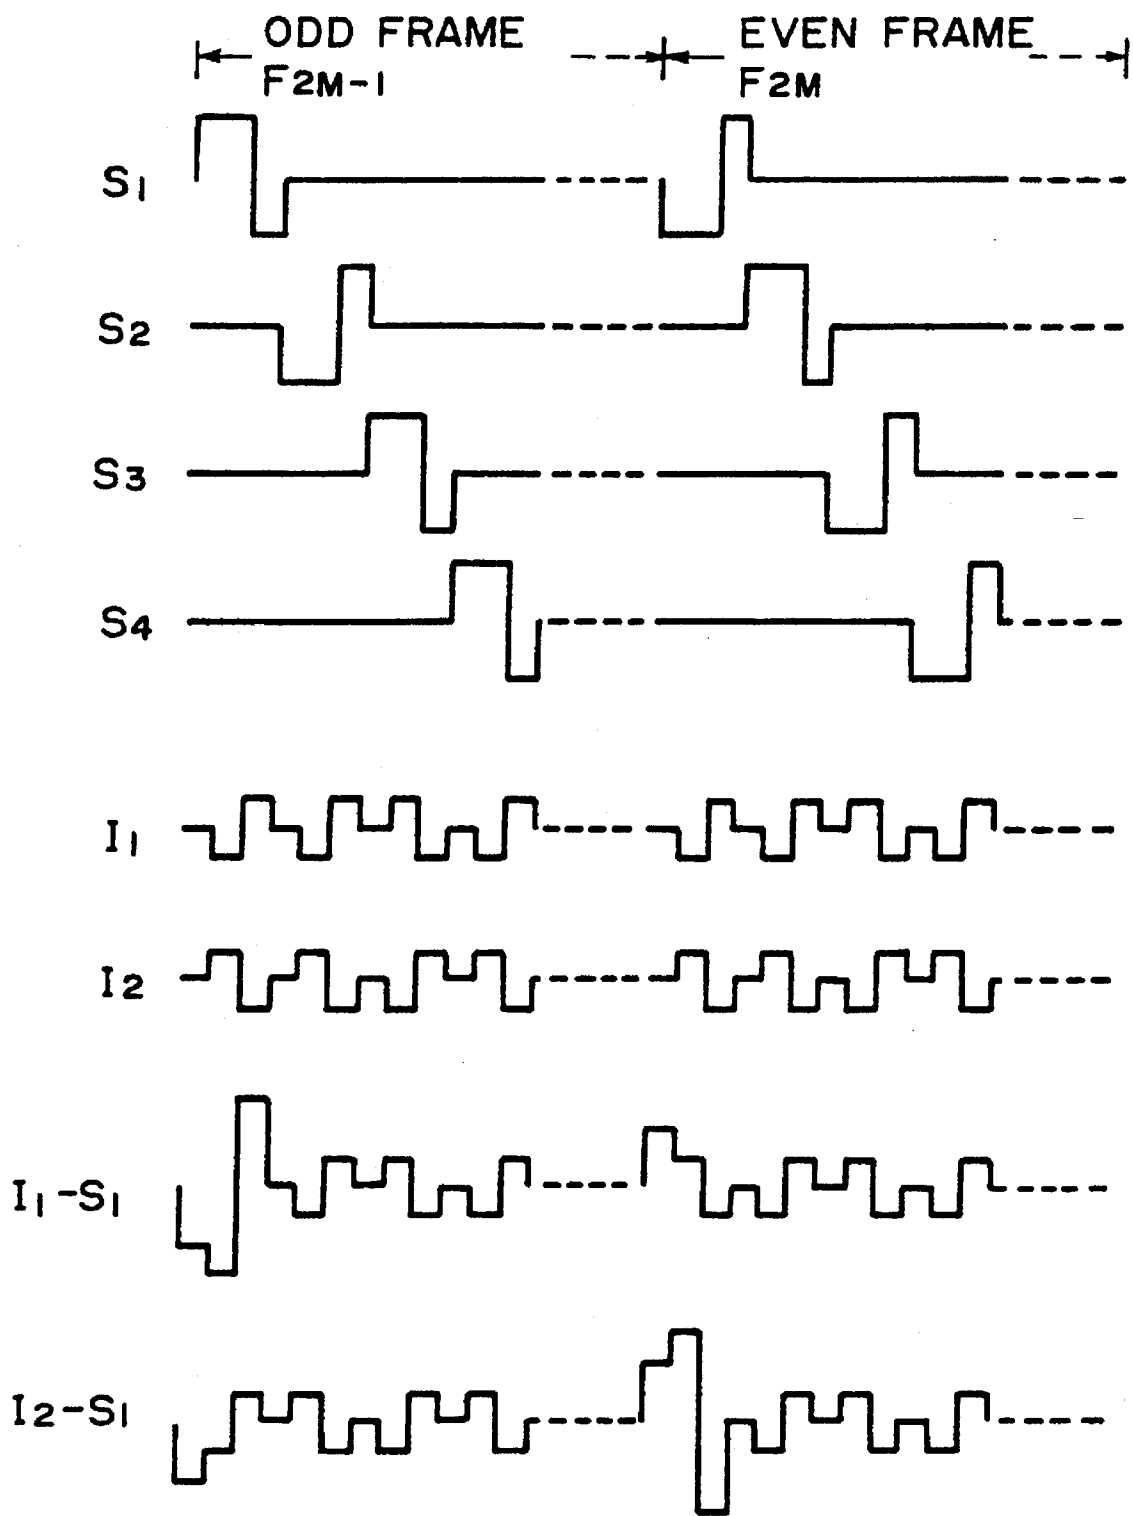 ODD FRAME
F2M-1
EVEN FRAME
F2M
S1
S2
S3
S4
I1
I2
I1-S1
I2-S1